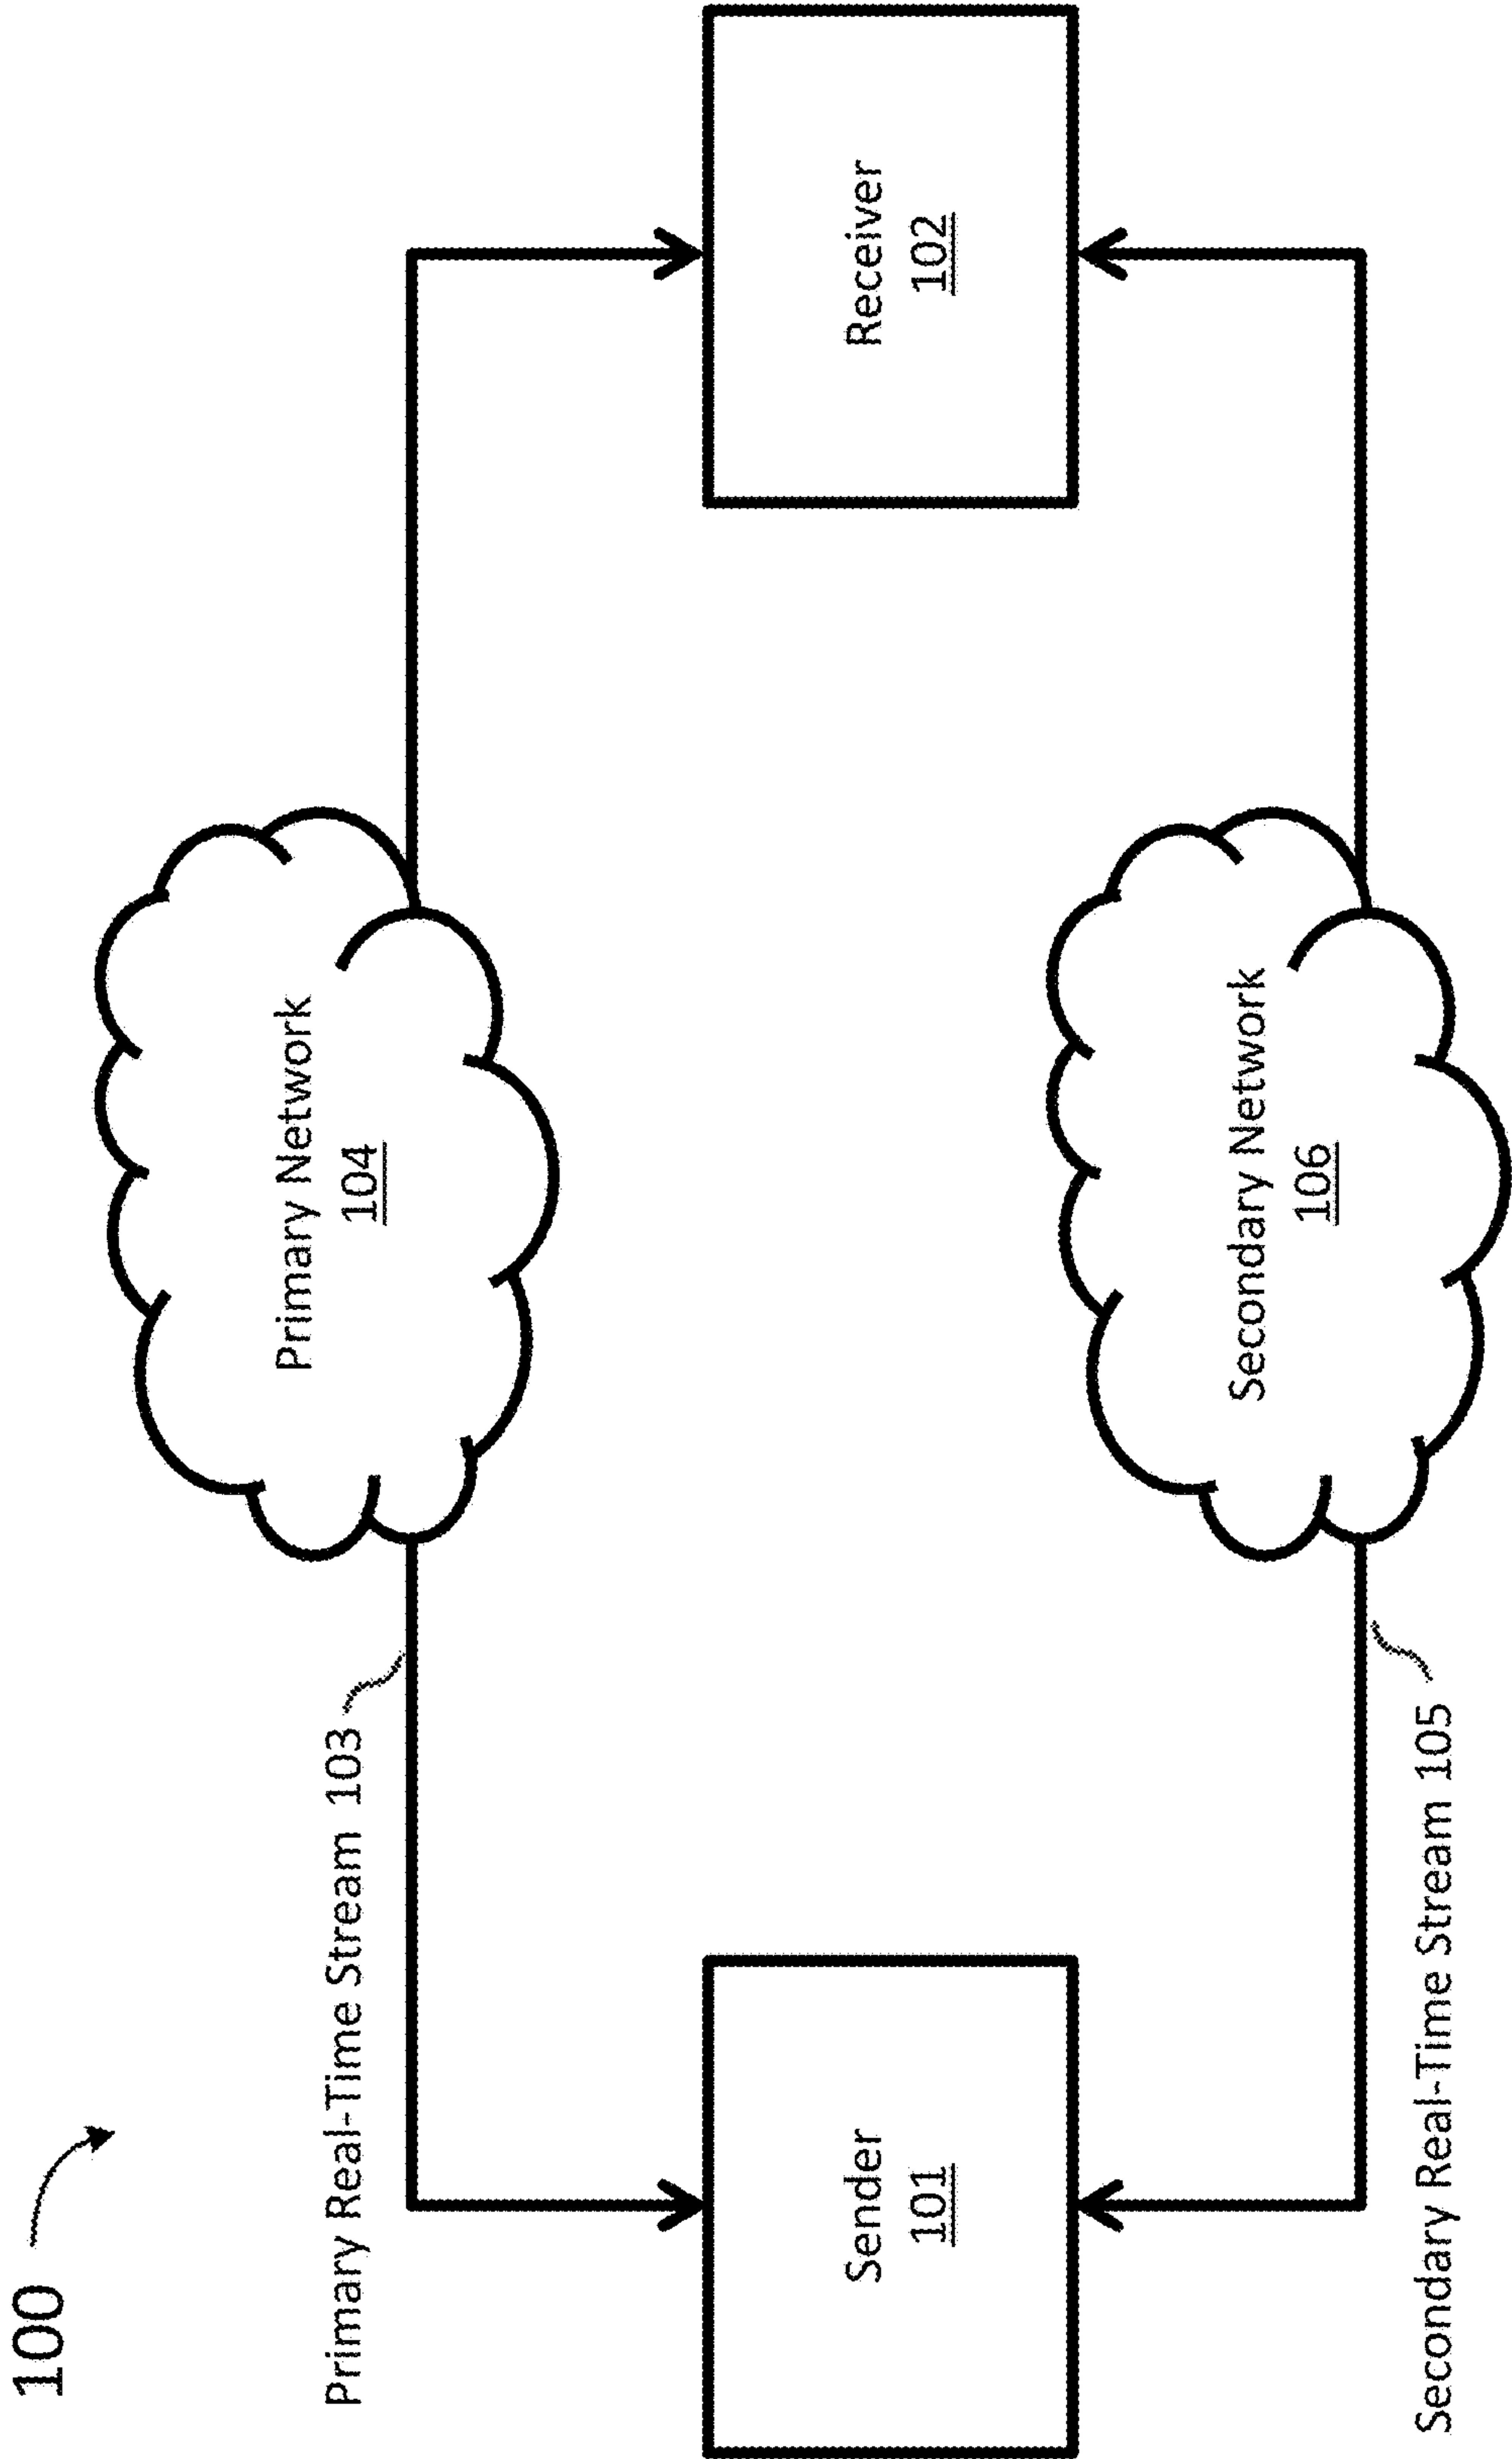 100
Primary Real-Time Stream 103
Primary Network
104
Sender
101
Receiver
102
Secondary Network
106
Secondary Real-Time Stream 105